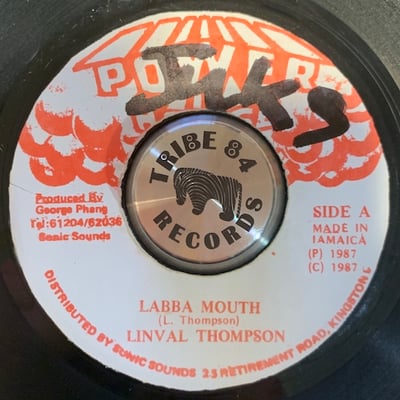 POWER
TRIBE 84
RECORDS
Produced By
George Phang
Tel:61204/62036
Sonic Sounds
SIDE A
MADE IN
JAMAICA
(P) 1987
(C) 1987
LABBA MOUTH
(L. Thompson)
LINVAL THOMPSON
DISTRIBUTED BY SONIC SOUNDS 25 RETIREMENT ROAD, KINGSTON